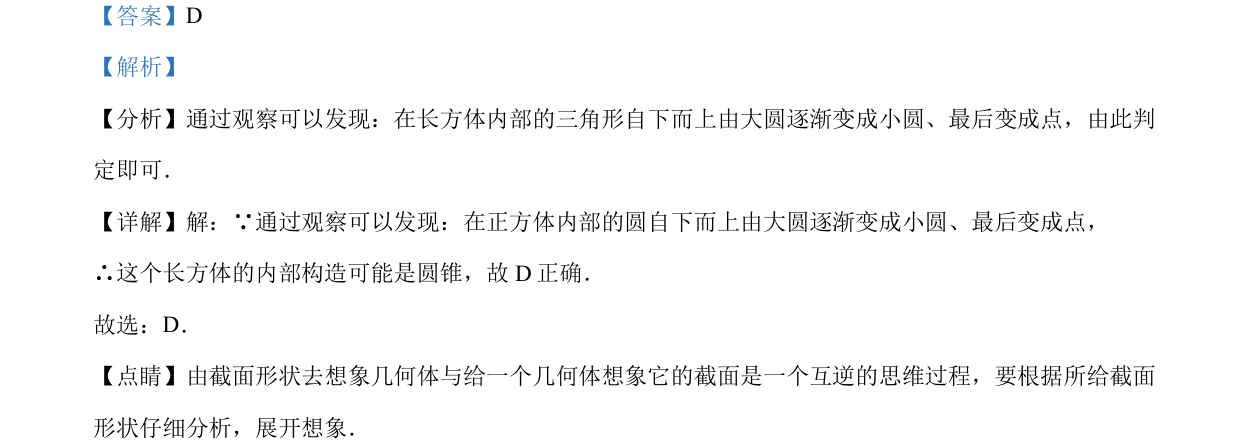 【答案】D
【解析】
【分析】通过观察可以发现：在长方体内部的三角形自下而上由大圆逐渐变成小圆、最后变成点，由此判
定即可．
【详解】解：∵通过观察可以发现：在正方体内部的圆自下而上由大圆逐渐变成小圆、最后变成点，
∴这个长方体的内部构造可能是圆锥，故 D 正确．
故选：D．
【点睛】由截面形状去想象几何体与给一个几何体想象它的截面是一个互逆的思维过程，要根据所给截面
形状仔细分析，展开想象．